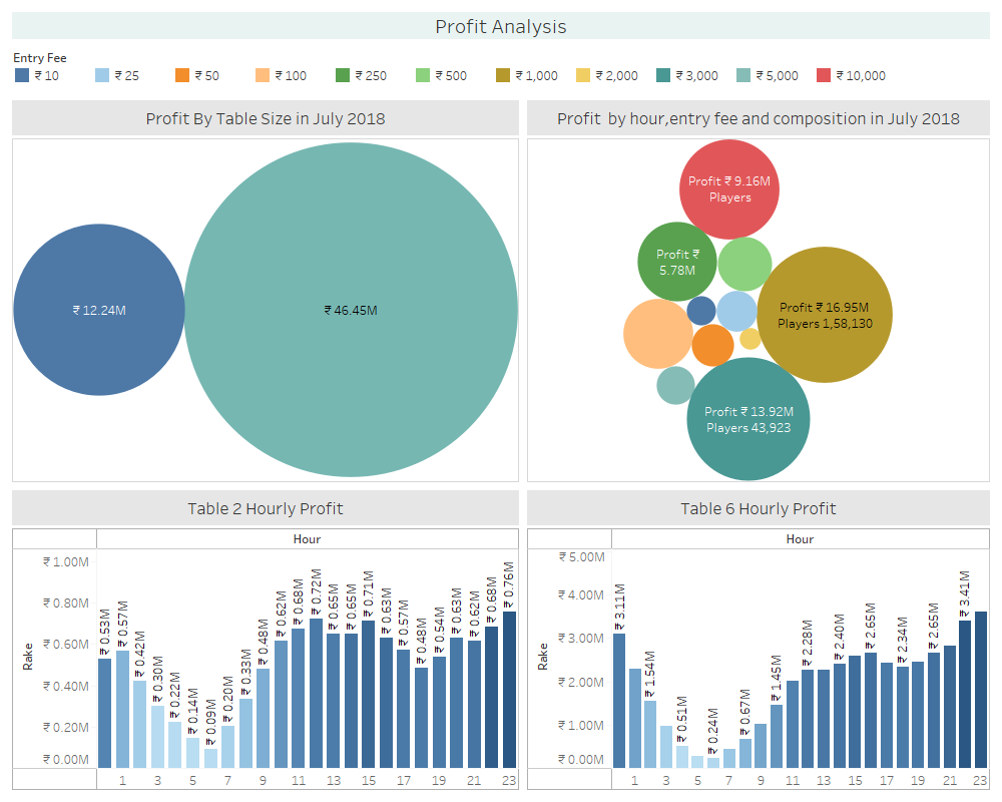 Profit Analysis
Entry Fee
₹ 10 ₹ 25 ₹ 50 ₹ 100 ₹ 250 ₹ 500 ₹ 1,000 ₹ 2,000 ₹ 3,000 ₹ 5,000 ₹ 10,000
Profit By Table Size in July 2018
₹ 12.24M
₹ 46.45M
Profit by hour,entry fee and composition in July 2018
Profit ₹ 9.16M
Players
Profit ₹
5.78M
Profit ₹ 16.95M
Players 1,58,130
Profit ₹ 13.92M
Players 43,923
Table 2 Hourly Profit
Hour
Rake
₹ 1.00M
₹ 0.80M
₹ 0.60M
₹ 0.40M
₹ 0.20M
₹ 0.00M
₹ 0.53M ₹ 0.57M ₹ 0.42M ₹ 0.30M ₹ 0.22M ₹ 0.14M ₹ 0.09M ₹ 0.20M ₹ 0.33M ₹ 0.48M ₹ 0.62M ₹ 0.68M ₹ 0.72M ₹ 0.65M ₹ 0.65M ₹ 0.71M ₹ 0.63M ₹ 0.57M ₹ 0.48M ₹ 0.54M ₹ 0.63M ₹ 0.62M ₹ 0.68M ₹ 0.76M
1 3 5 7 9 11 13 15 17 19 21 23
Table 6 Hourly Profit
Hour
Rake
₹ 5.00M
₹ 4.00M
₹ 3.00M
₹ 2.00M
₹ 1.00M
₹ 0.00M
₹ 3.11M ₹ 1.54M ₹ 0.51M ₹ 0.24M ₹ 0.67M ₹ 1.45M ₹ 2.28M ₹ 2.40M ₹ 2.65M ₹ 2.34M ₹ 2.65M ₹ 3.41M
1 3 5 7 9 11 13 15 17 19 21 23